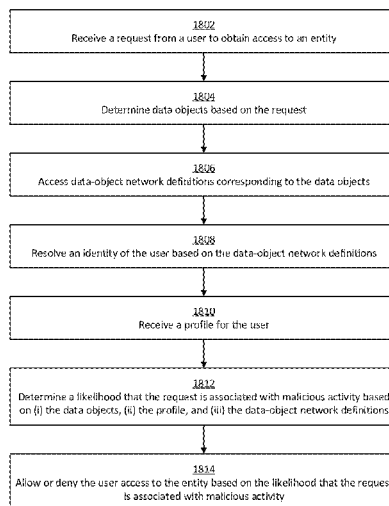 1802
Receive a request from a user to obtain access to an entity
1804
Determine data objects based on the request
1806
Access data-object network definitions corresponding to the data objects
1808
Resolve an identity of the user based on the data-object network definitions
1810
Receive a profile for the user
1812
Determine a likelihood that the request is associated with malicious activity based
on (i) the data objects, (ii) the profile, and (iii) the data-object network definitions
1814
Allow or deny the user access to the entity based on the likelihood that the request
is associated with malicious activity